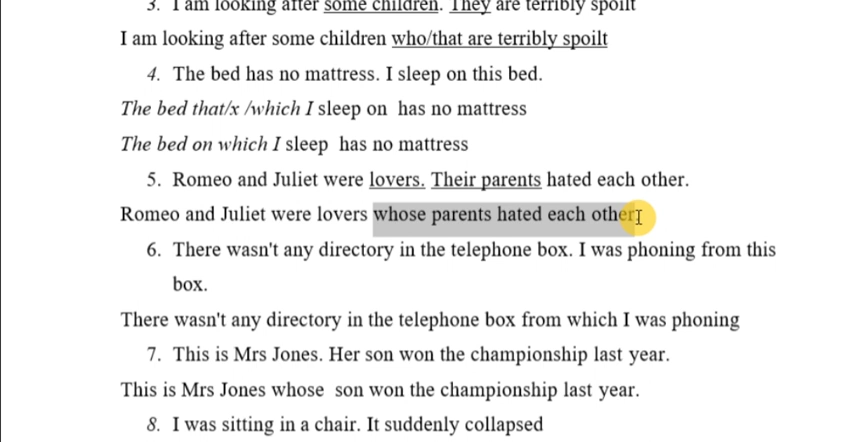 3. I am looking after some children. They are terribly spoilt
I am looking after some children who/that are terribly spoilt
4. The bed has no mattress. I sleep on this bed.
The bed that/x /which I sleep on has no mattress
The bed on which I sleep has no mattress
5. Romeo and Juliet were lovers. Their parents hated each other.
Romeo and Juliet were lovers whose parents hated each other
6. There wasn't any directory in the telephone box. I was phoning from this
box.
There wasn't any directory in the telephone box from which I was phoning
7. This is Mrs Jones. Her son won the championship last year.
This is Mrs Jones whose son won the championship last year.
8. I was sitting in a chair. It suddenly collapsed